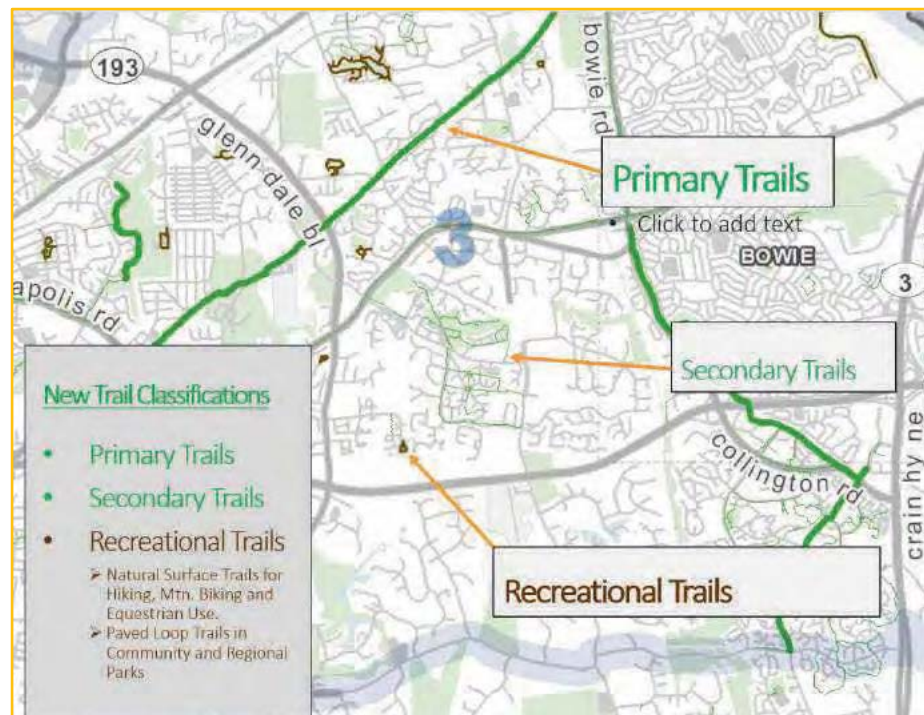 193
bowie rd
glenn dale bl
Primary Trails
3
Click to add text
BOWIE
3
apolis rd
Secondary Trails
New Trail Classifications
• Primary Trails
• Secondary Trails
• Recreational Trails
➢ Natural Surface Trails for
Hiking, Mtn. Biking and
Equestrian Use.
➢ Paved Loop Trails in
Community and Regional
Parks
collington rd
crain hy ne
Recreational Trails